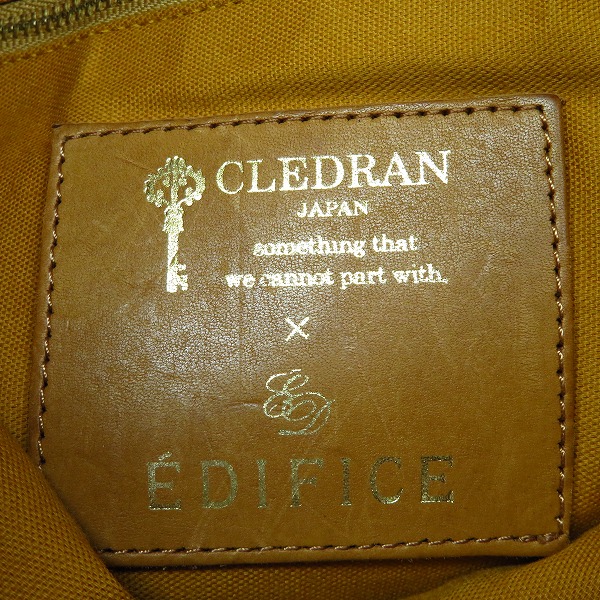 CLEDRAN
JAPAN
something that
we cannot part with.
×
ED
ÉDIFICE